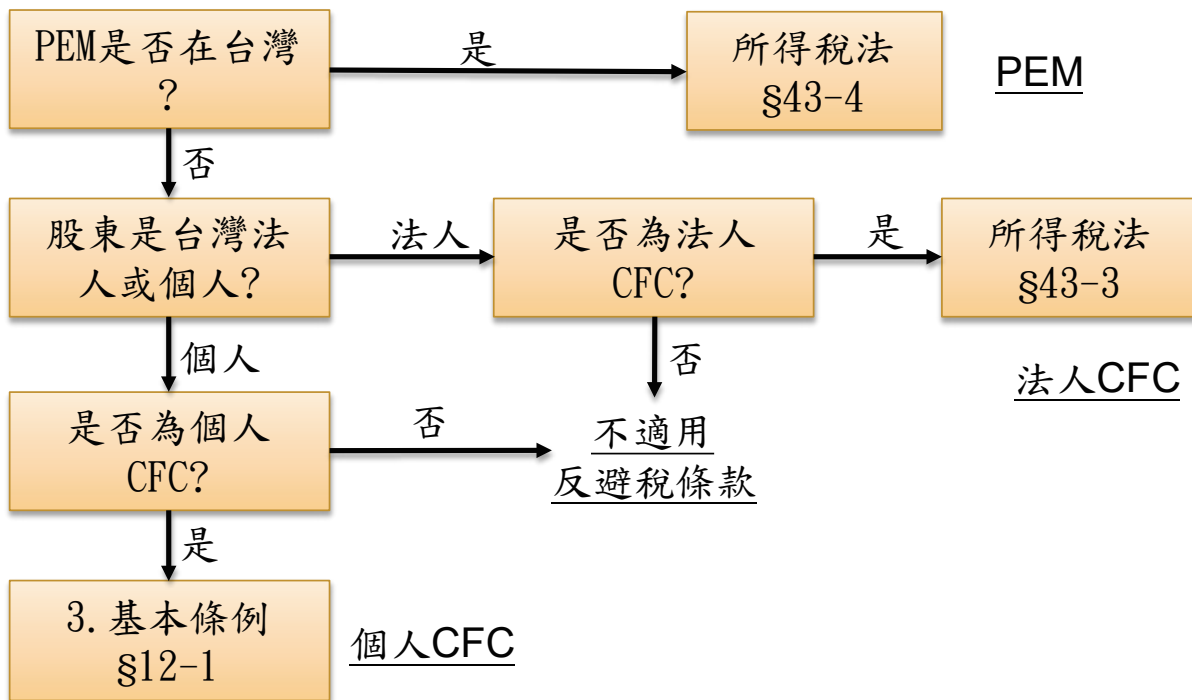 PEM是否在台灣
?
是
所得稅法
§43-4
PEM
否
股東是台灣法
人或個人?
法人
是否為法人
CFC?
是
所得稅法
§43-3
個人
否
法人CFC
是否為個人
CFC?
否
不適用
反避稅條款
是
3.基本條例
§12-1
個人CFC